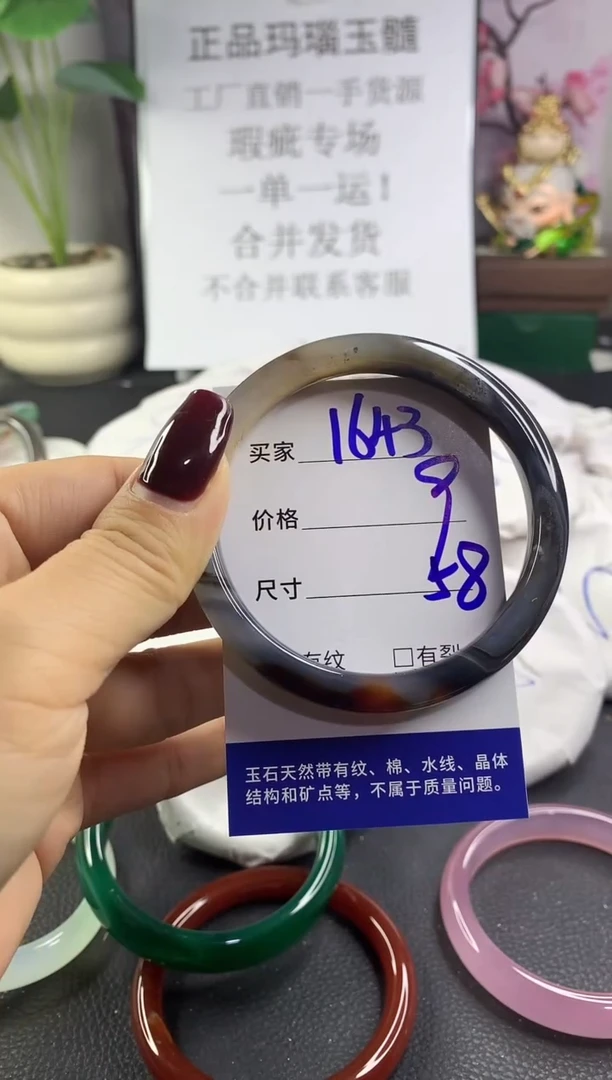 正品玛瑙玉髓
工厂直销一手货源
瑕疵专场
一单一运！
合并发货
不合并联系客服
买家 1643
价格 9
尺寸 58
有纹 □有裂
玉石天然带有纹、棉、水线、晶体
结构和矿点等，不属于质量问题。